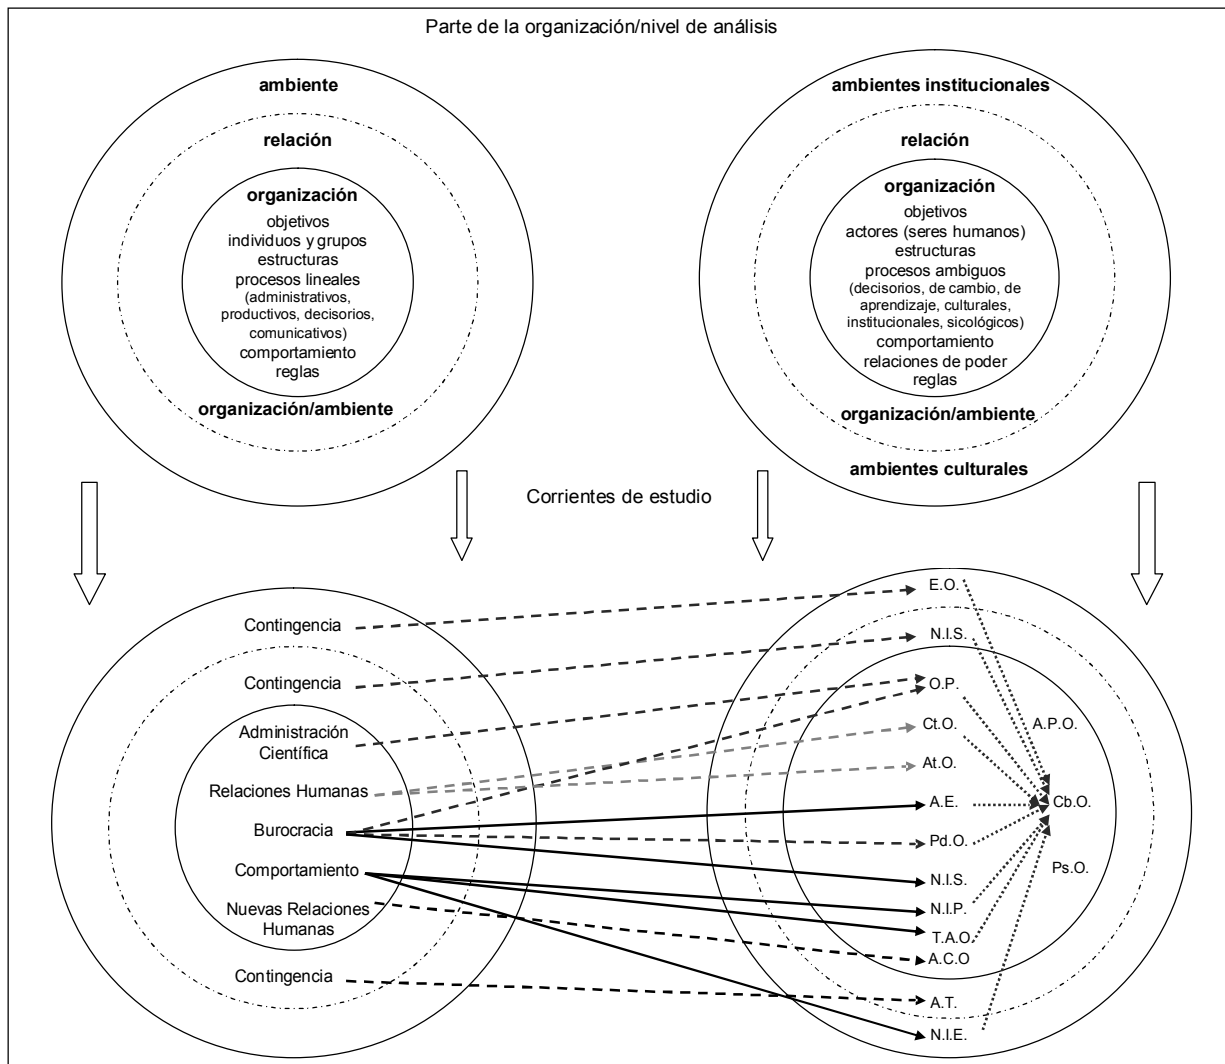 Parte de la organización/nivel de análisis
ambiente
relación
organización
objetivos
individuos y grupos
estructuras
procesos lineales
(administrativos,
productivos, decisorios,
comunicativos)
comportamiento
reglas
organización/ambiente
ambientes institucionales
relación
organización
objetivos
actores (seres humanos)
estructuras
procesos ambiguos
(decisorios, de cambio, de
aprendizaje, culturales,
institucionales, sicológicos)
comportamiento
relaciones de poder
reglas
organización/ambiente
ambientes culturales
Corrientes de estudio
Contingencia
Contingencia
Administración
Científica
Relaciones Humanas
Burocracia
Comportamiento
Nuevas Relaciones
Humanas
Contingencia
E.O.
N.I.S.
O.P.
Ct.O.
At.O.
A.E.
Pd.O.
N.I.S.
N.I.P.
T.A.O.
A.C.O
A.T.
N.I.E.
A.P.O.
Cb.O.
Ps.O.